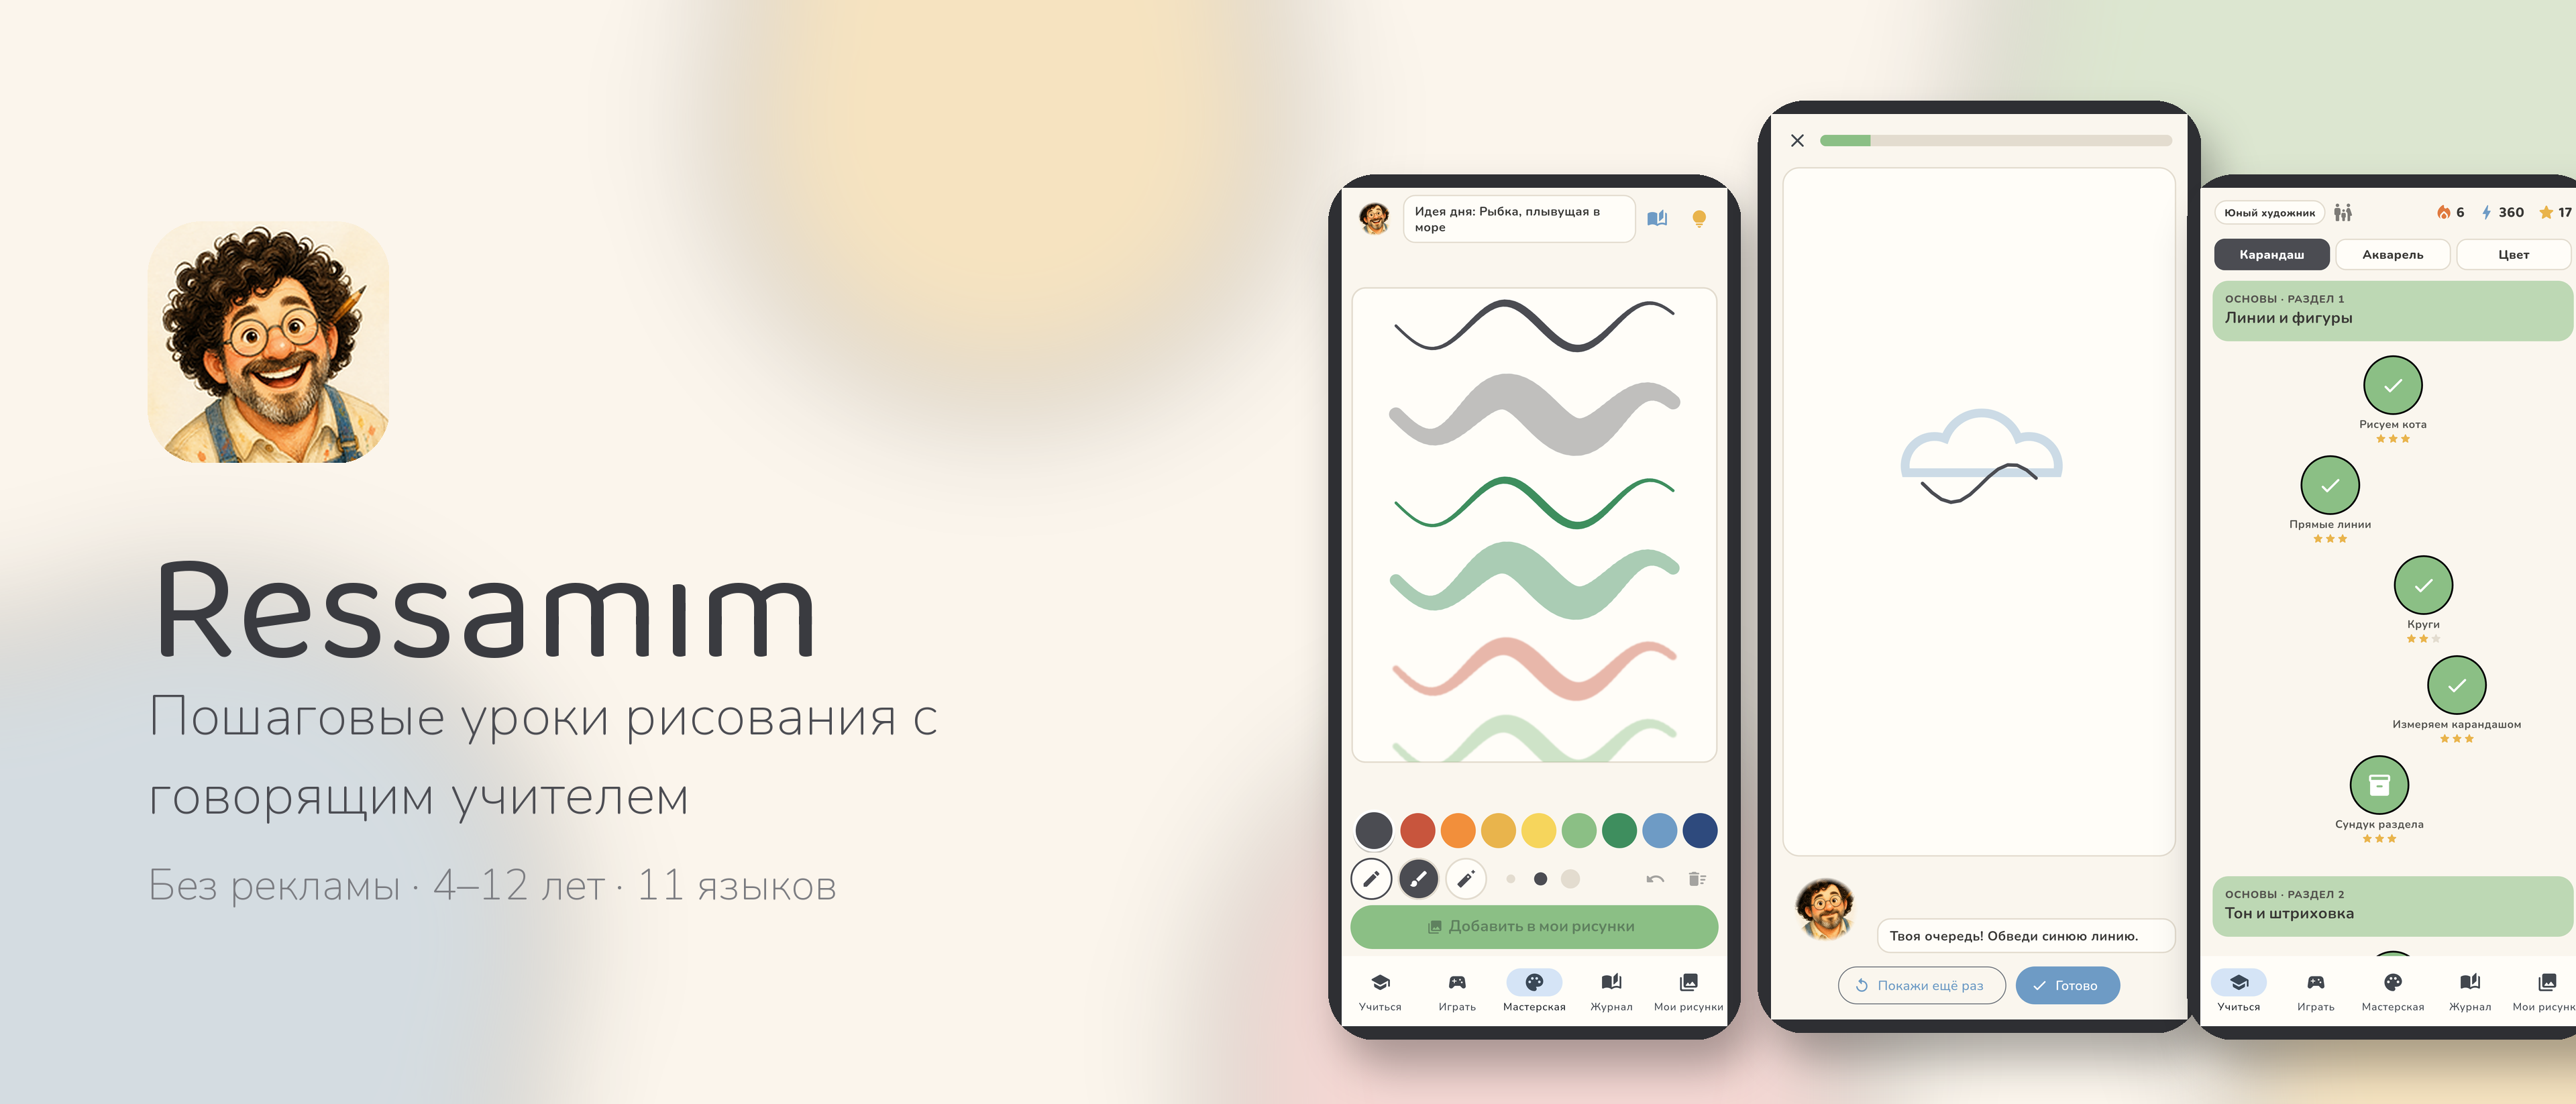 Ressamım
Пошаговые уроки рисования с
говорящим учителем
Без рекламы · 4–12 лет · 11 языков
Идея дня: Рыбка, плывущая в
море
Добавить в мои рисунки
Учиться
Играть
Мастерская
Журнал
Мои рисунки
Твоя очередь! Обведи синюю линию.
Покажи ещё раз
Готово
Юный художник
6
360
17
Карандаш
Акварель
Цвет
ОСНОВЫ · РАЗДЕЛ 1
Линии и фигуры
Рисуем кота
Прямые линии
Круги
Измеряем карандашом
Сундук раздела
ОСНОВЫ · РАЗДЕЛ 2
Тон и штриховка
Учиться
Играть
Мастерская
Журнал
Мои рисунк